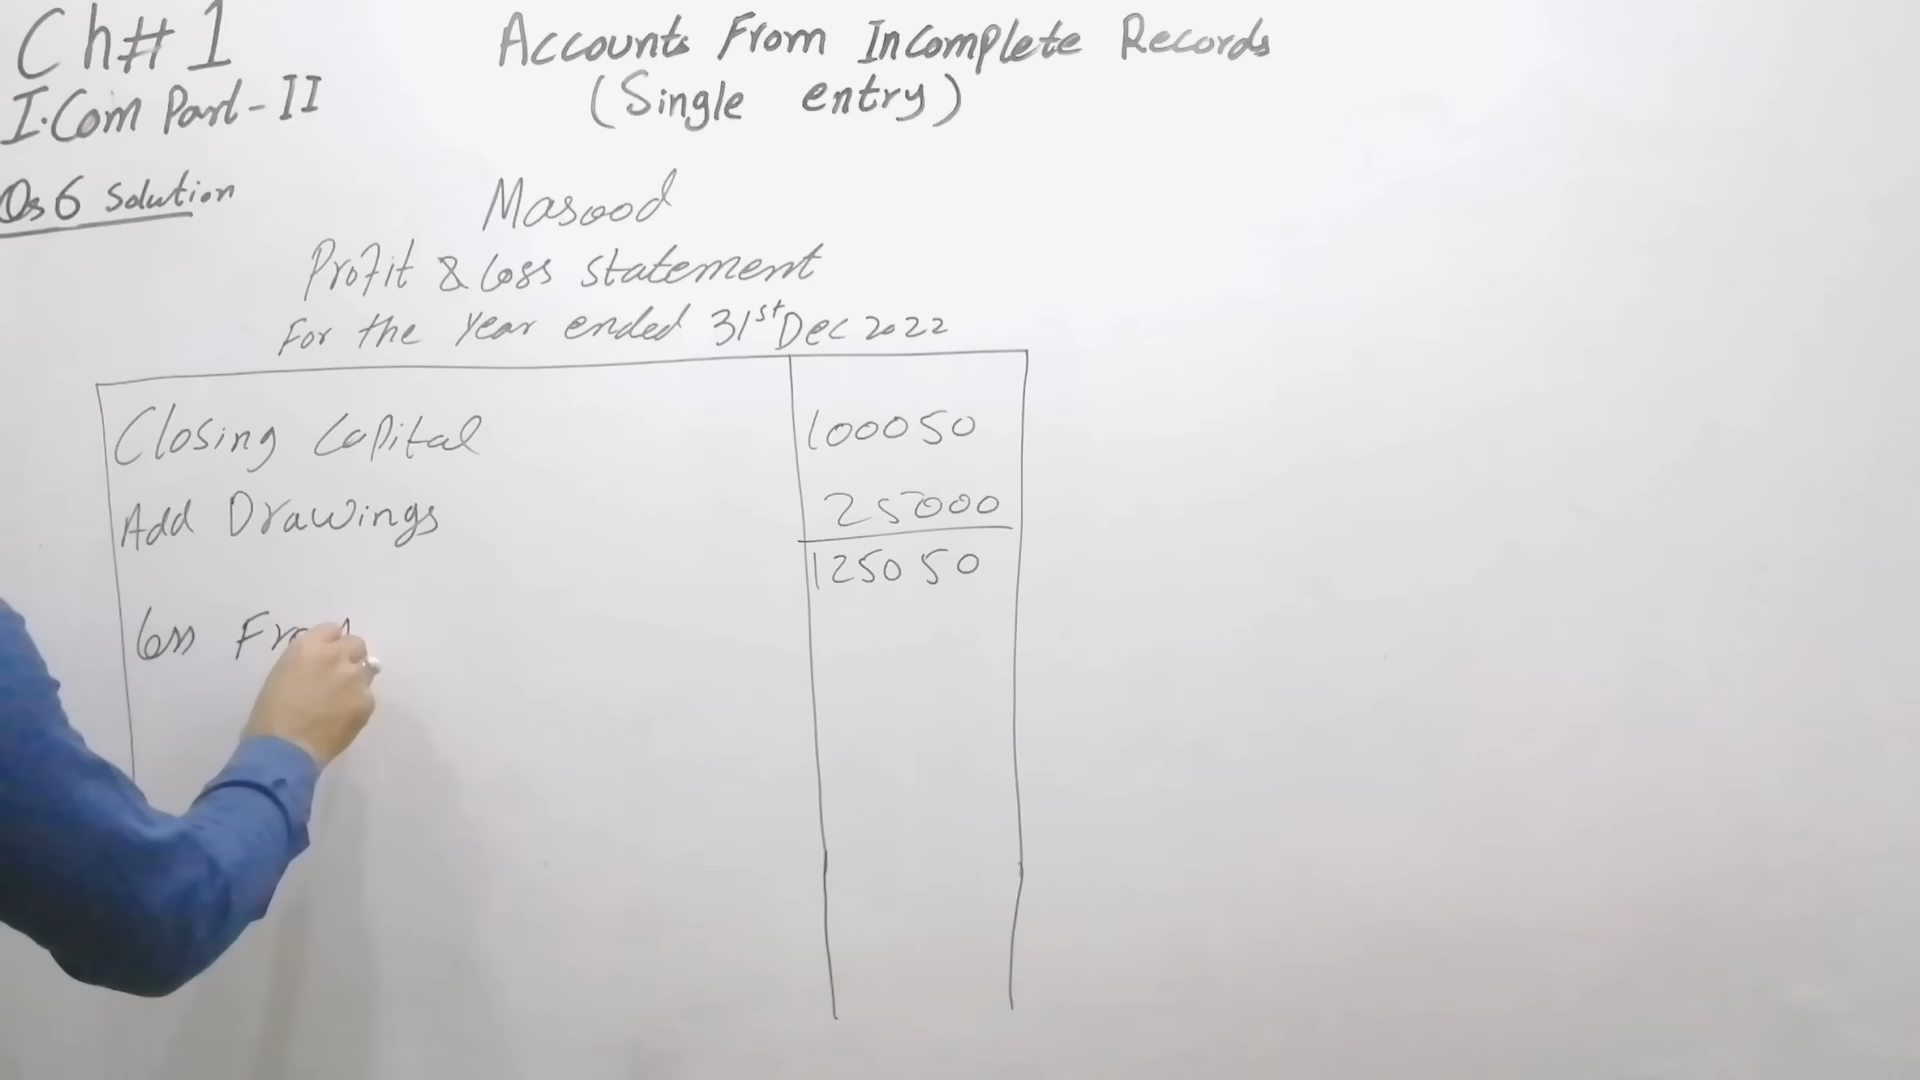 Ch#1
Accounts From Incomplete Records
I.Com Part-II
(Single entry)
Qs 6 Solution
Masood
Profit & Loss statement
For the year ended 31st Dec 2022
Closing Capital 100050
Add Drawings 25000
125050
Less